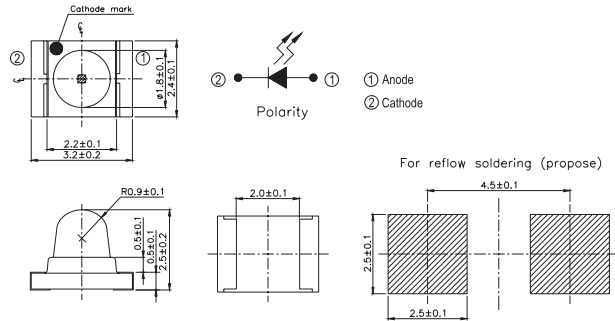 Cathode mark
℄
②
①
℄
ø1.8±0.1
2.4±0.1
2.2±0.1
3.2±0.2
②
①
Polarity
① Anode
② Cathode
R0.9±0.1
0.5±0.1
0.5±0.1
2.5±0.2
2.0±0.1
For reflow soldering (propose)
4.5±0.1
2.5±0.1
2.5±0.1